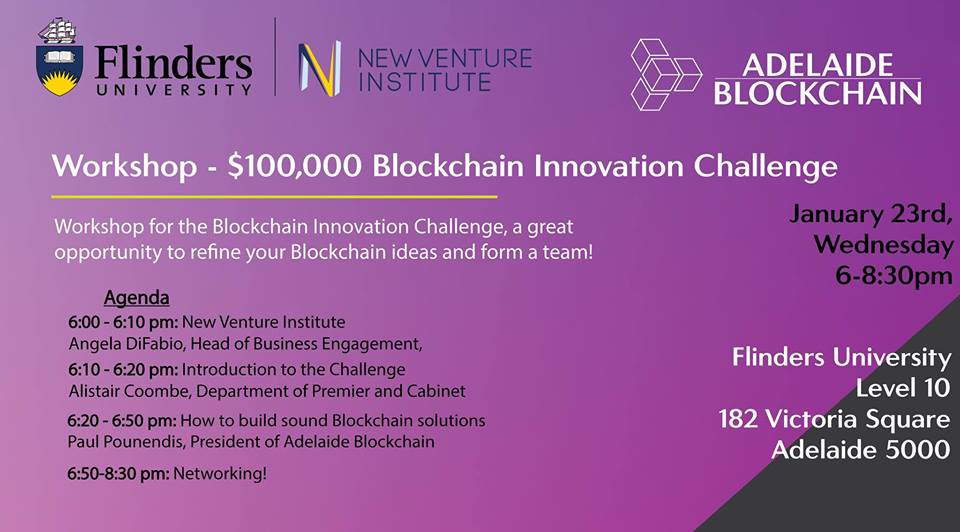 Flinders
UNIVERSITY
NEW VENTURE
INSTITUTE
ADELAIDE
BLOCKCHAIN
Workshop - $100,000 Blockchain Innovation Challenge
Workshop for the Blockchain Innovation Challenge, a great
opportunity to refine your Blockchain ideas and form a team!
January 23rd,
Wednesday
6-8:30pm
Agenda
6:00 - 6:10 pm: New Venture Institute
Angela DiFabio, Head of Business Engagement,
6:10 - 6:20 pm: Introduction to the Challenge
Alistair Coombe, Department of Premier and Cabinet
6:20 - 6:50 pm: How to build sound Blockchain solutions
Paul Pounendis, President of Adelaide Blockchain
6:50-8:30 pm: Networking!
Flinders University
Level 10
182 Victoria Square
Adelaide 5000